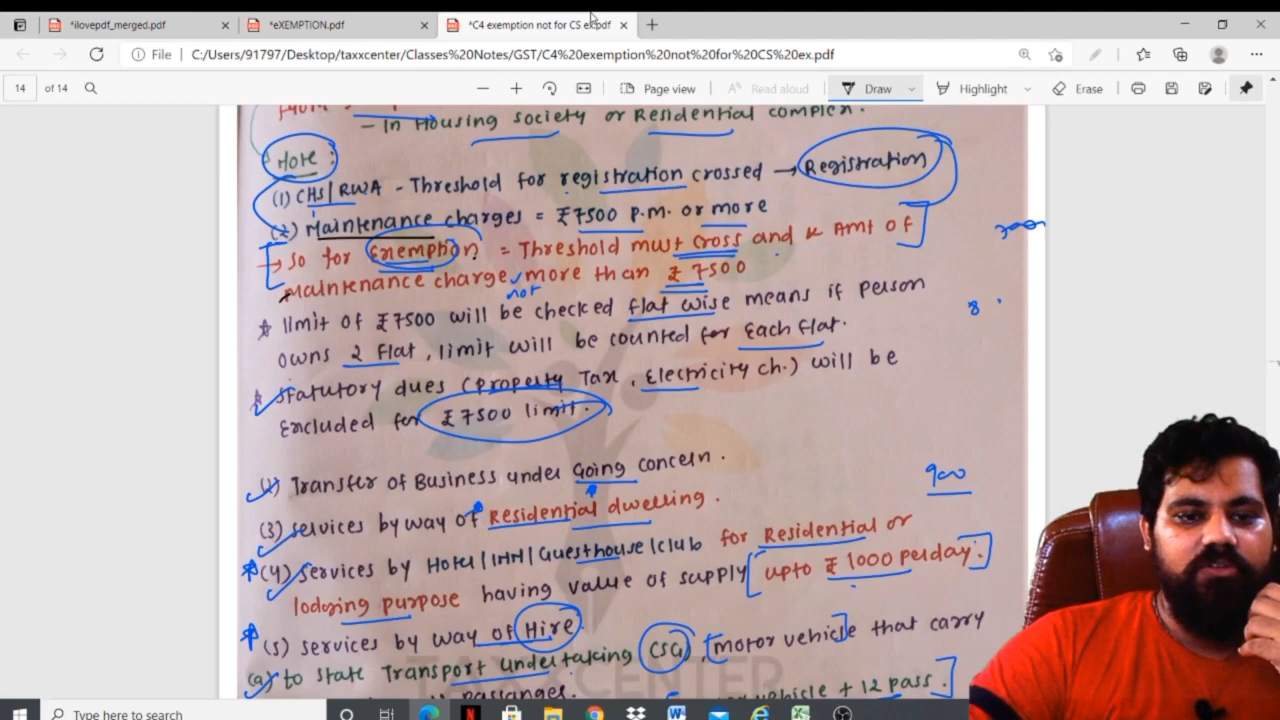 *ilovepdf_merged.pdf
*eXEMPTION.pdf
*C4 exemption not for CS ex.pdf
File C:/Users/91797/Desktop/taxxcenter/Classes%20Notes/GST/C4%20exemption%20not%20for%20CS%20ex.pdf
14 of 14 Page view Read aloud Draw Highlight Erase
- In Housing society or Residential complex.
Note:
(1) CHS/RWA - Threshold for registration crossed → Registration
(2) Maintenance charges = ₹7500 p.m. or more
→ so for Exemption = Threshold must cross and Amt of
Maintenance charge more than ₹7500
not
limit of ₹7500 will be checked flat wise means if person
8
owns 2 Flat, limit will be counted for Each flat.
statutory dues (property Tax, Electricity ch.) will be
Excluded for ₹7500 limit.
Transfer of Business under Going concern.
900
(3) services by way of Residential dwelling.
(4) services by Hotel/INN/Guesthouse/club for Residential or
lodging purpose having value of supply upto ₹1000 per day.
(5) services by way of Hire
(a) to State Transport undertaking motor vehicle that carry
passanges. vehicle + 12 pass.
TAXXCENTER
Type here to search